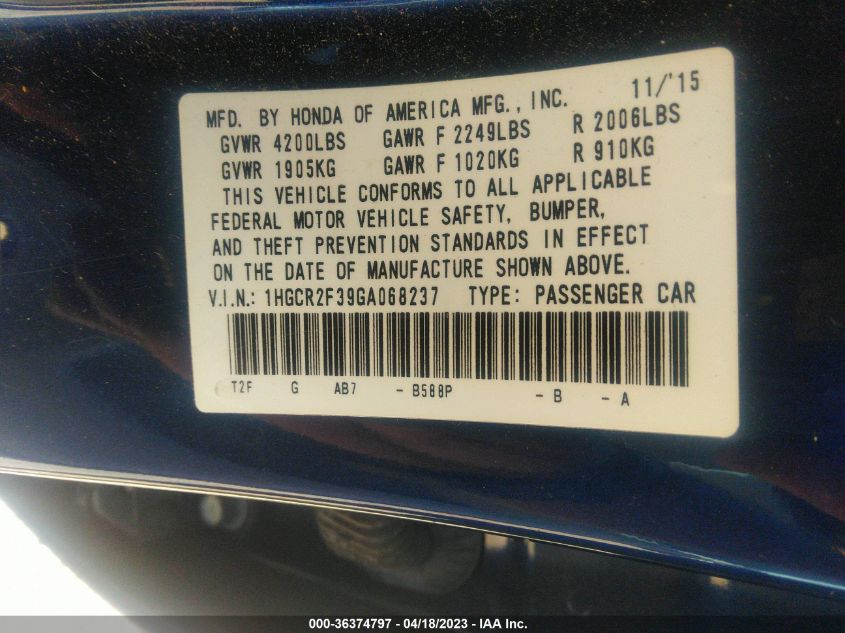 MFD. BY HONDA OF AMERICA MFG., INC. 11/'15
GVWR 4200LBS GAWR F 2249LBS R 2006LBS
GVWR 1905KG GAWR F 1020KG R 910KG
THIS VEHICLE CONFORMS TO ALL APPLICABLE
FEDERAL MOTOR VEHICLE SAFETY, BUMPER,
AND THEFT PREVENTION STANDARDS IN EFFECT
ON THE DATE OF MANUFACTURE SHOWN ABOVE.
V.I.N.: 1HGCR2F39GA068237 TYPE: PASSENGER CAR
T2F G AB7 - B588P - B - A
000-36374797 - 04/18/2023 - IAA Inc.